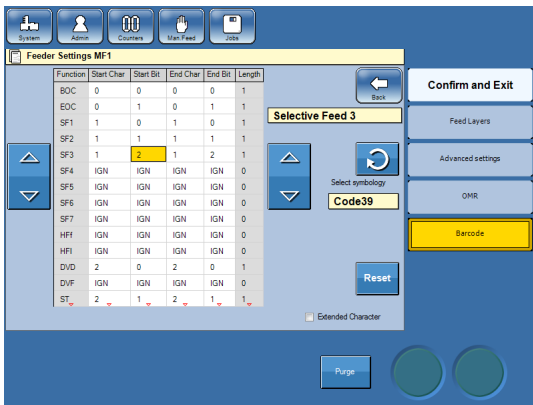 System Admin Counters Man.Feed Jobs
Feeder Settings MF1
Function Start Char Start Bit End Char End Bit Length
BOC 0 0 0 0 1
EOC 0 1 0 1 1
SF1 1 0 1 0 1
SF2 1 1 1 1 1
SF3 1 2 1 2 1
SF4 IGN IGN IGN IGN 0
SF5 IGN IGN IGN IGN 0
SF6 IGN IGN IGN IGN 0
SF7 IGN IGN IGN IGN 0
HFf IGN IGN IGN IGN 0
HFl IGN IGN IGN IGN 0
DVD 2 0 2 0 1
DVF IGN IGN IGN IGN 0
ST 2 1 2 1 1
Back
Selective Feed 3
Select symbology
Code39
Reset
Extended Character
Confirm and Exit
Feed Layers
Advanced settings
OMR
Barcode
Purge